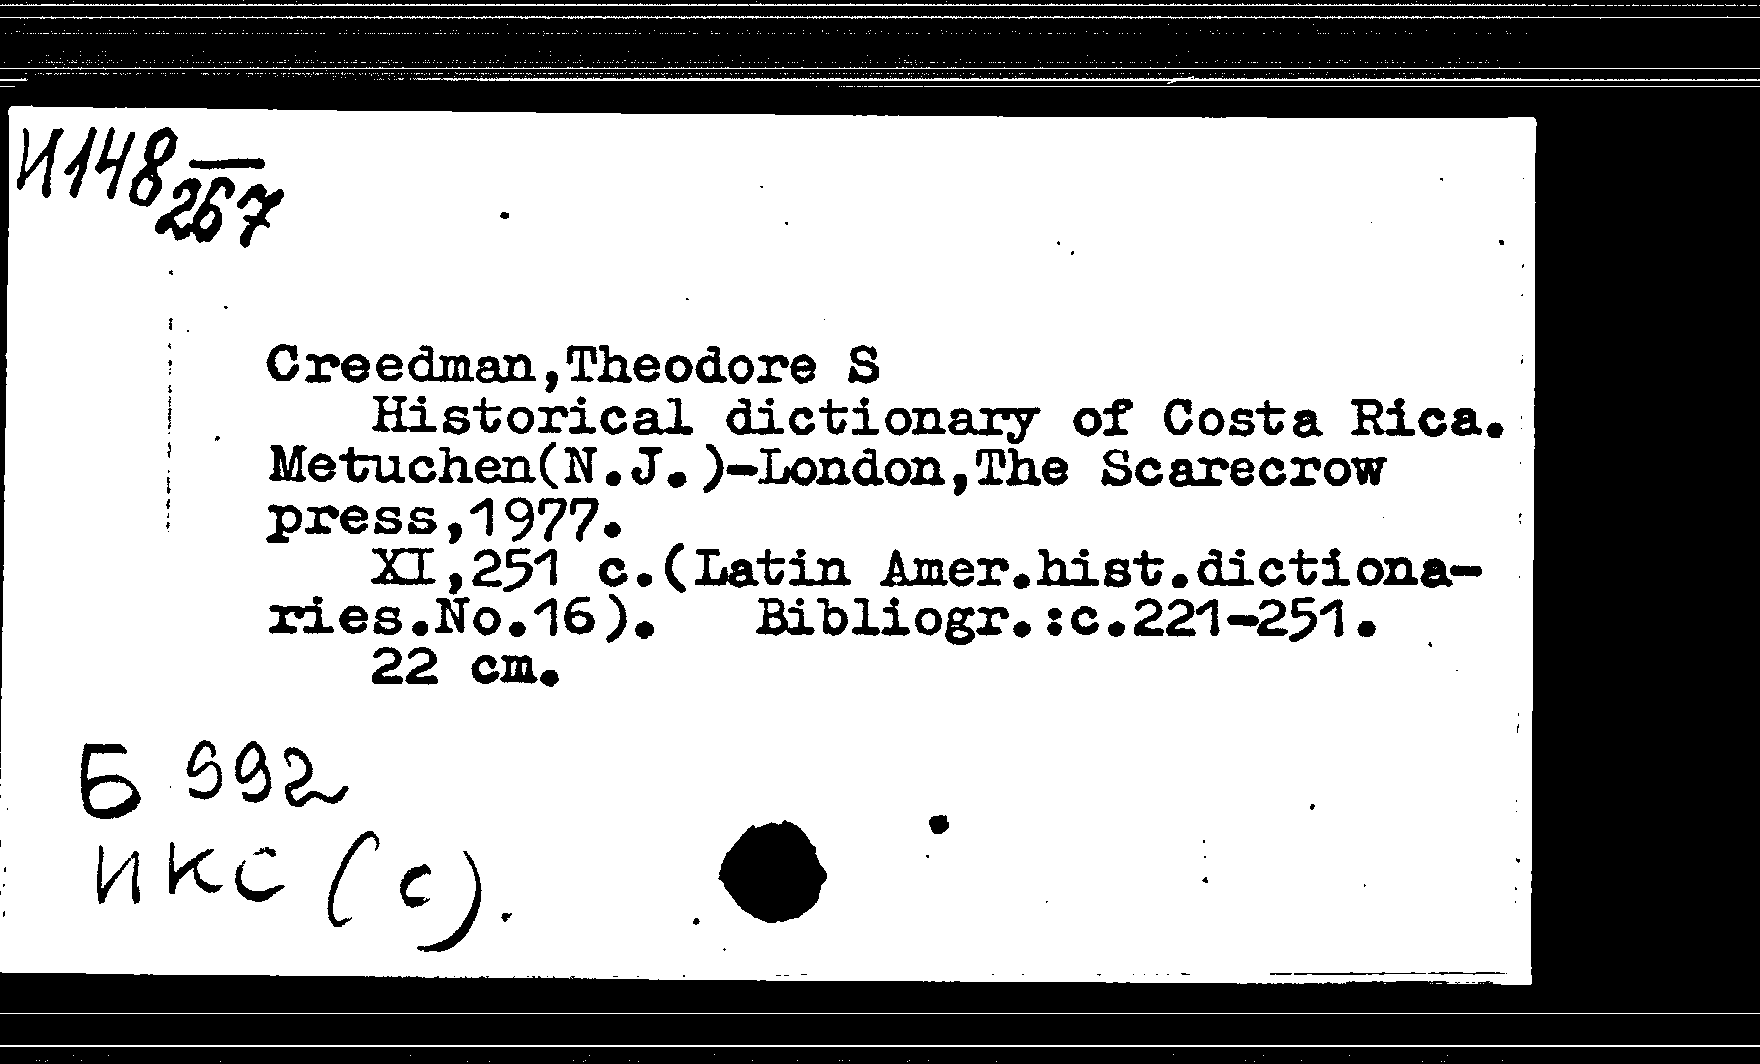 И148
267
Creedman,Theodore S
Historical dictionary of Costa Rica.
Metuchen(N.J.)-London,The Scarecrow
press,1977.
XI,251 c.(Latin Amer.hist.dictiona-
ries.No.16). Bibliogr.:c.221-251.
22 cm.
Б 992
ИКС (с).